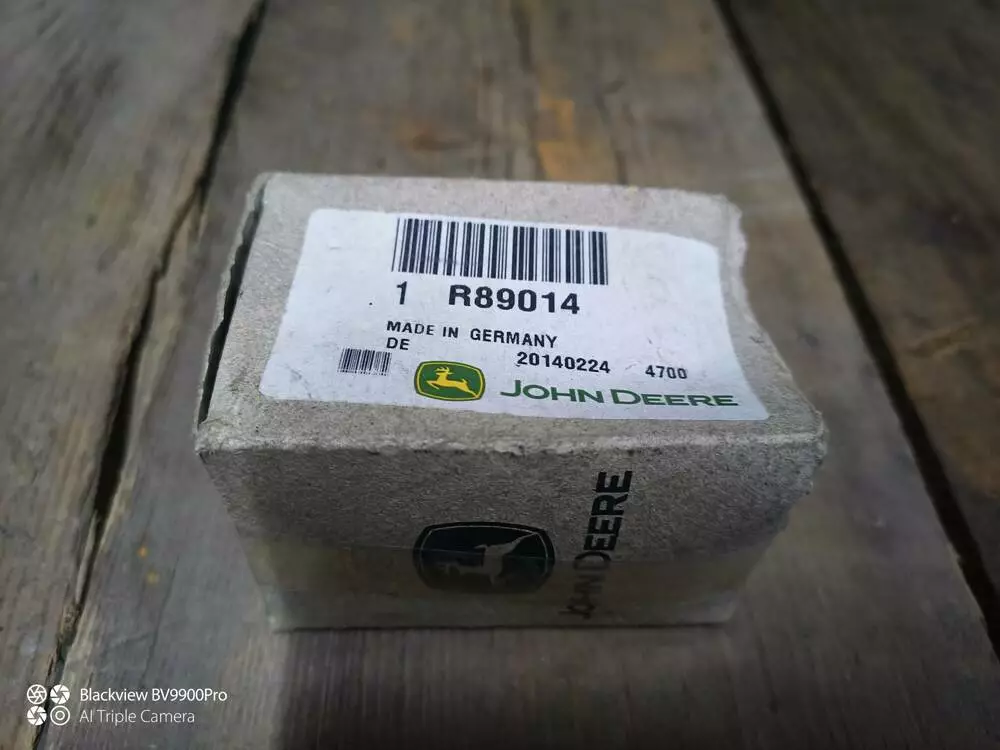 1 R89014
MADE IN GERMANY
DE 20140224 4700
JOHN DEERE
JOHN DEERE
Blackview BV9900Pro
AI Triple Camera